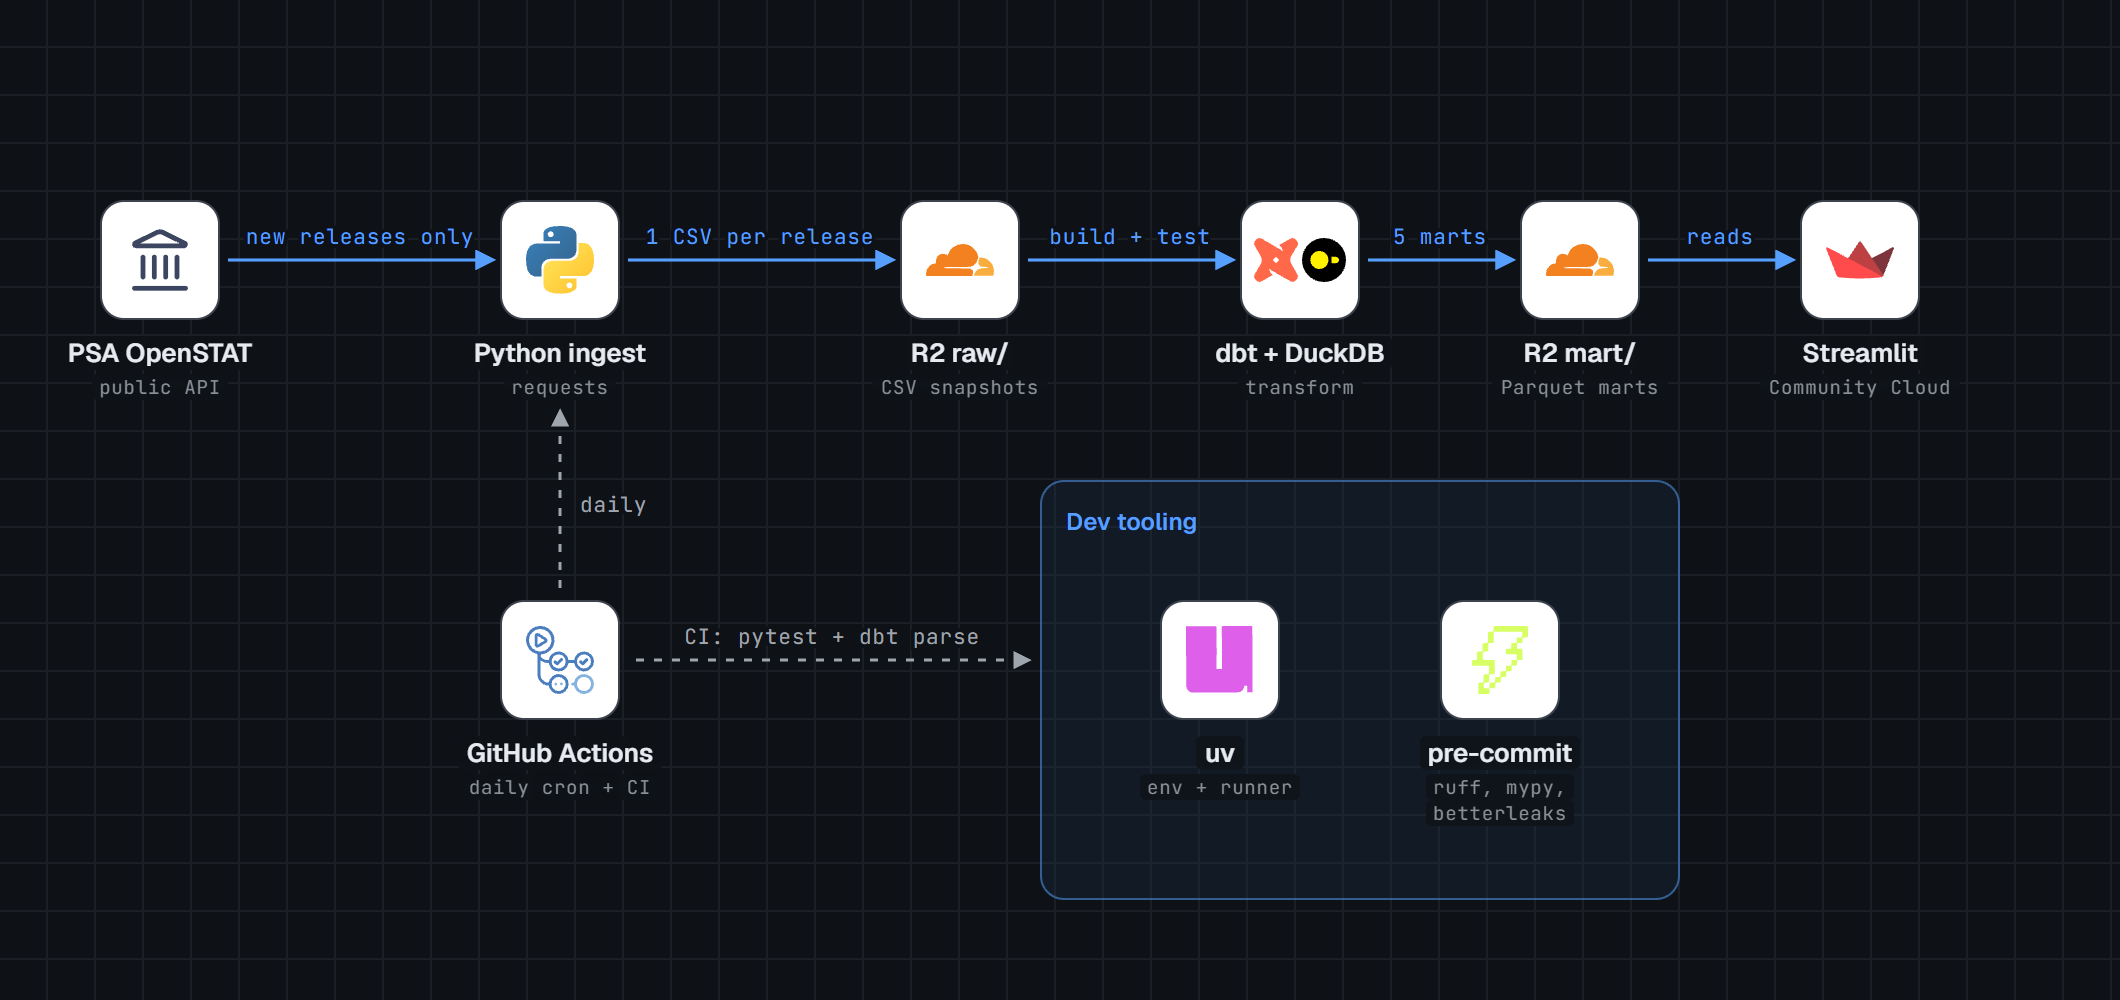 new releases only
1 CSV per release
build + test
5 marts
reads
PSA OpenSTAT
public API
Python ingest
requests
R2 raw/
CSV snapshots
dbt + DuckDB
transform
R2 mart/
Parquet marts
Streamlit
Community Cloud
daily
Dev tooling
CI: pytest + dbt parse
GitHub Actions
daily cron + CI
uv
env + runner
pre-commit
ruff, mypy,
betterleaks